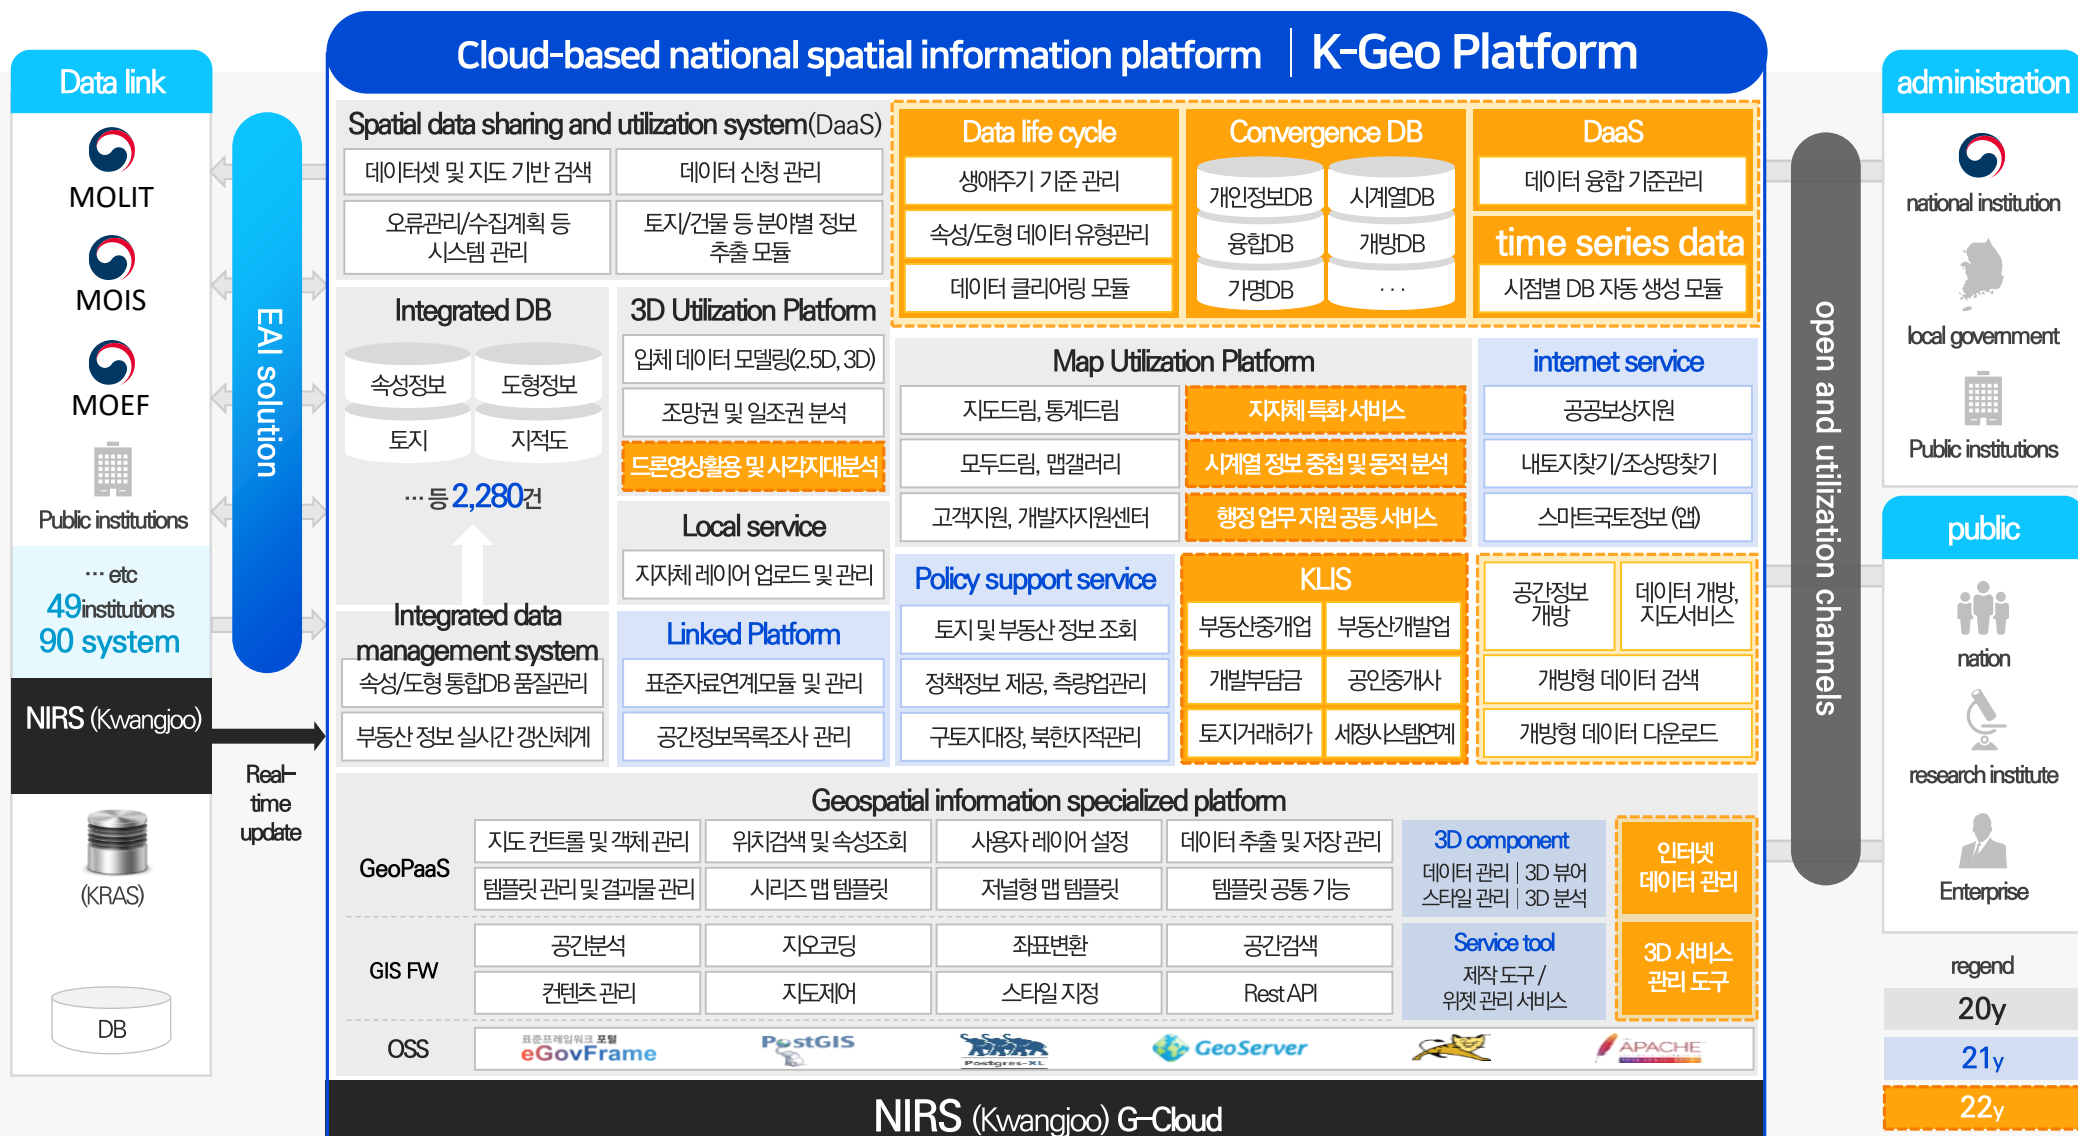 Cloud-based national spatial information platform
K-Geo Platform
Data link
MOLIT
MOIS
MOEF
Public institutions
··· etc
49institutions
90 system
NIRS (Kwangjoo)
(KRAS)
DB
EAI solution
Real-
time
update
Spatial data sharing and utilization system(DaaS)
데이터셋 및 지도 기반 검색
데이터 신청 관리
오류관리/수집계획 등
시스템 관리
토지/건물 등 분야별 정보
추출 모듈
Data life cycle
생애주기 기준 관리
속성/도형 데이터 유형관리
데이터 클리어링 모듈
Convergence DB
개인정보DB
시계열DB
융합DB
개방DB
가명DB
···
DaaS
데이터 융합 기준관리
time series data
시점별 DB 자동 생성 모듈
Integrated DB
속성정보
도형정보
토지
지적도
··· 등 2,280건
Integrated data
management system
속성/도형 통합DB 품질관리
부동산 정보 실시간 갱신체계
3D Utilization Platform
입체 데이터 모델링(2.5D, 3D)
조망권 및 일조권 분석
드론영상활용 및 사각지대분석
Local service
지자체 레이어 업로드 및 관리
Linked Platform
표준자료연계모듈 및 관리
공간정보목록조사 관리
Map Utilization Platform
지도드림, 통계드림
지자체 특화 서비스
모두드림, 맵갤러리
시계열 정보 중첩 및 동적 분석
고객지원, 개발자지원센터
행정 업무 지원 공통 서비스
internet service
공공보상지원
내토지찾기/조상땅찾기
스마트국토정보 (앱)
Policy support service
토지 및 부동산 정보 조회
정책정보 제공, 측량업관리
구토지대장, 북한지적관리
KLIS
부동산중개업
부동산개발업
개발부담금
공인중개사
토지거래허가
세정시스템연계
공간정보
개방
데이터 개방,
지도서비스
개방형 데이터 검색
개방형 데이터 다운로드
Geospatial information specialized platform
GeoPaaS
지도 컨트롤 및 객체 관리
위치검색 및 속성조회
사용자 레이어 설정
데이터 추출 및 저장 관리
템플릿 관리 및 결과물 관리
시리즈 맵 템플릿
저널형 맵 템플릿
템플릿 공통 기능
3D component
데이터 관리 | 3D 뷰어
스타일 관리 | 3D 분석
인터넷
데이터 관리
GIS FW
공간분석
지오코딩
좌표변환
공간검색
컨텐츠 관리
지도제어
스타일 지정
Rest API
Service tool
제작 도구 /
위젯 관리 서비스
3D 서비스
관리 도구
OSS
표준프레임워크 포털
eGovFrame
PostGIS
Postgres-XL
GeoServer
APACHE
NIRS (Kwangjoo) G-Cloud
open and utilization channels
administration
national institution
local government
Public institutions
public
nation
research institute
Enterprise
regend
20y
21y
22y